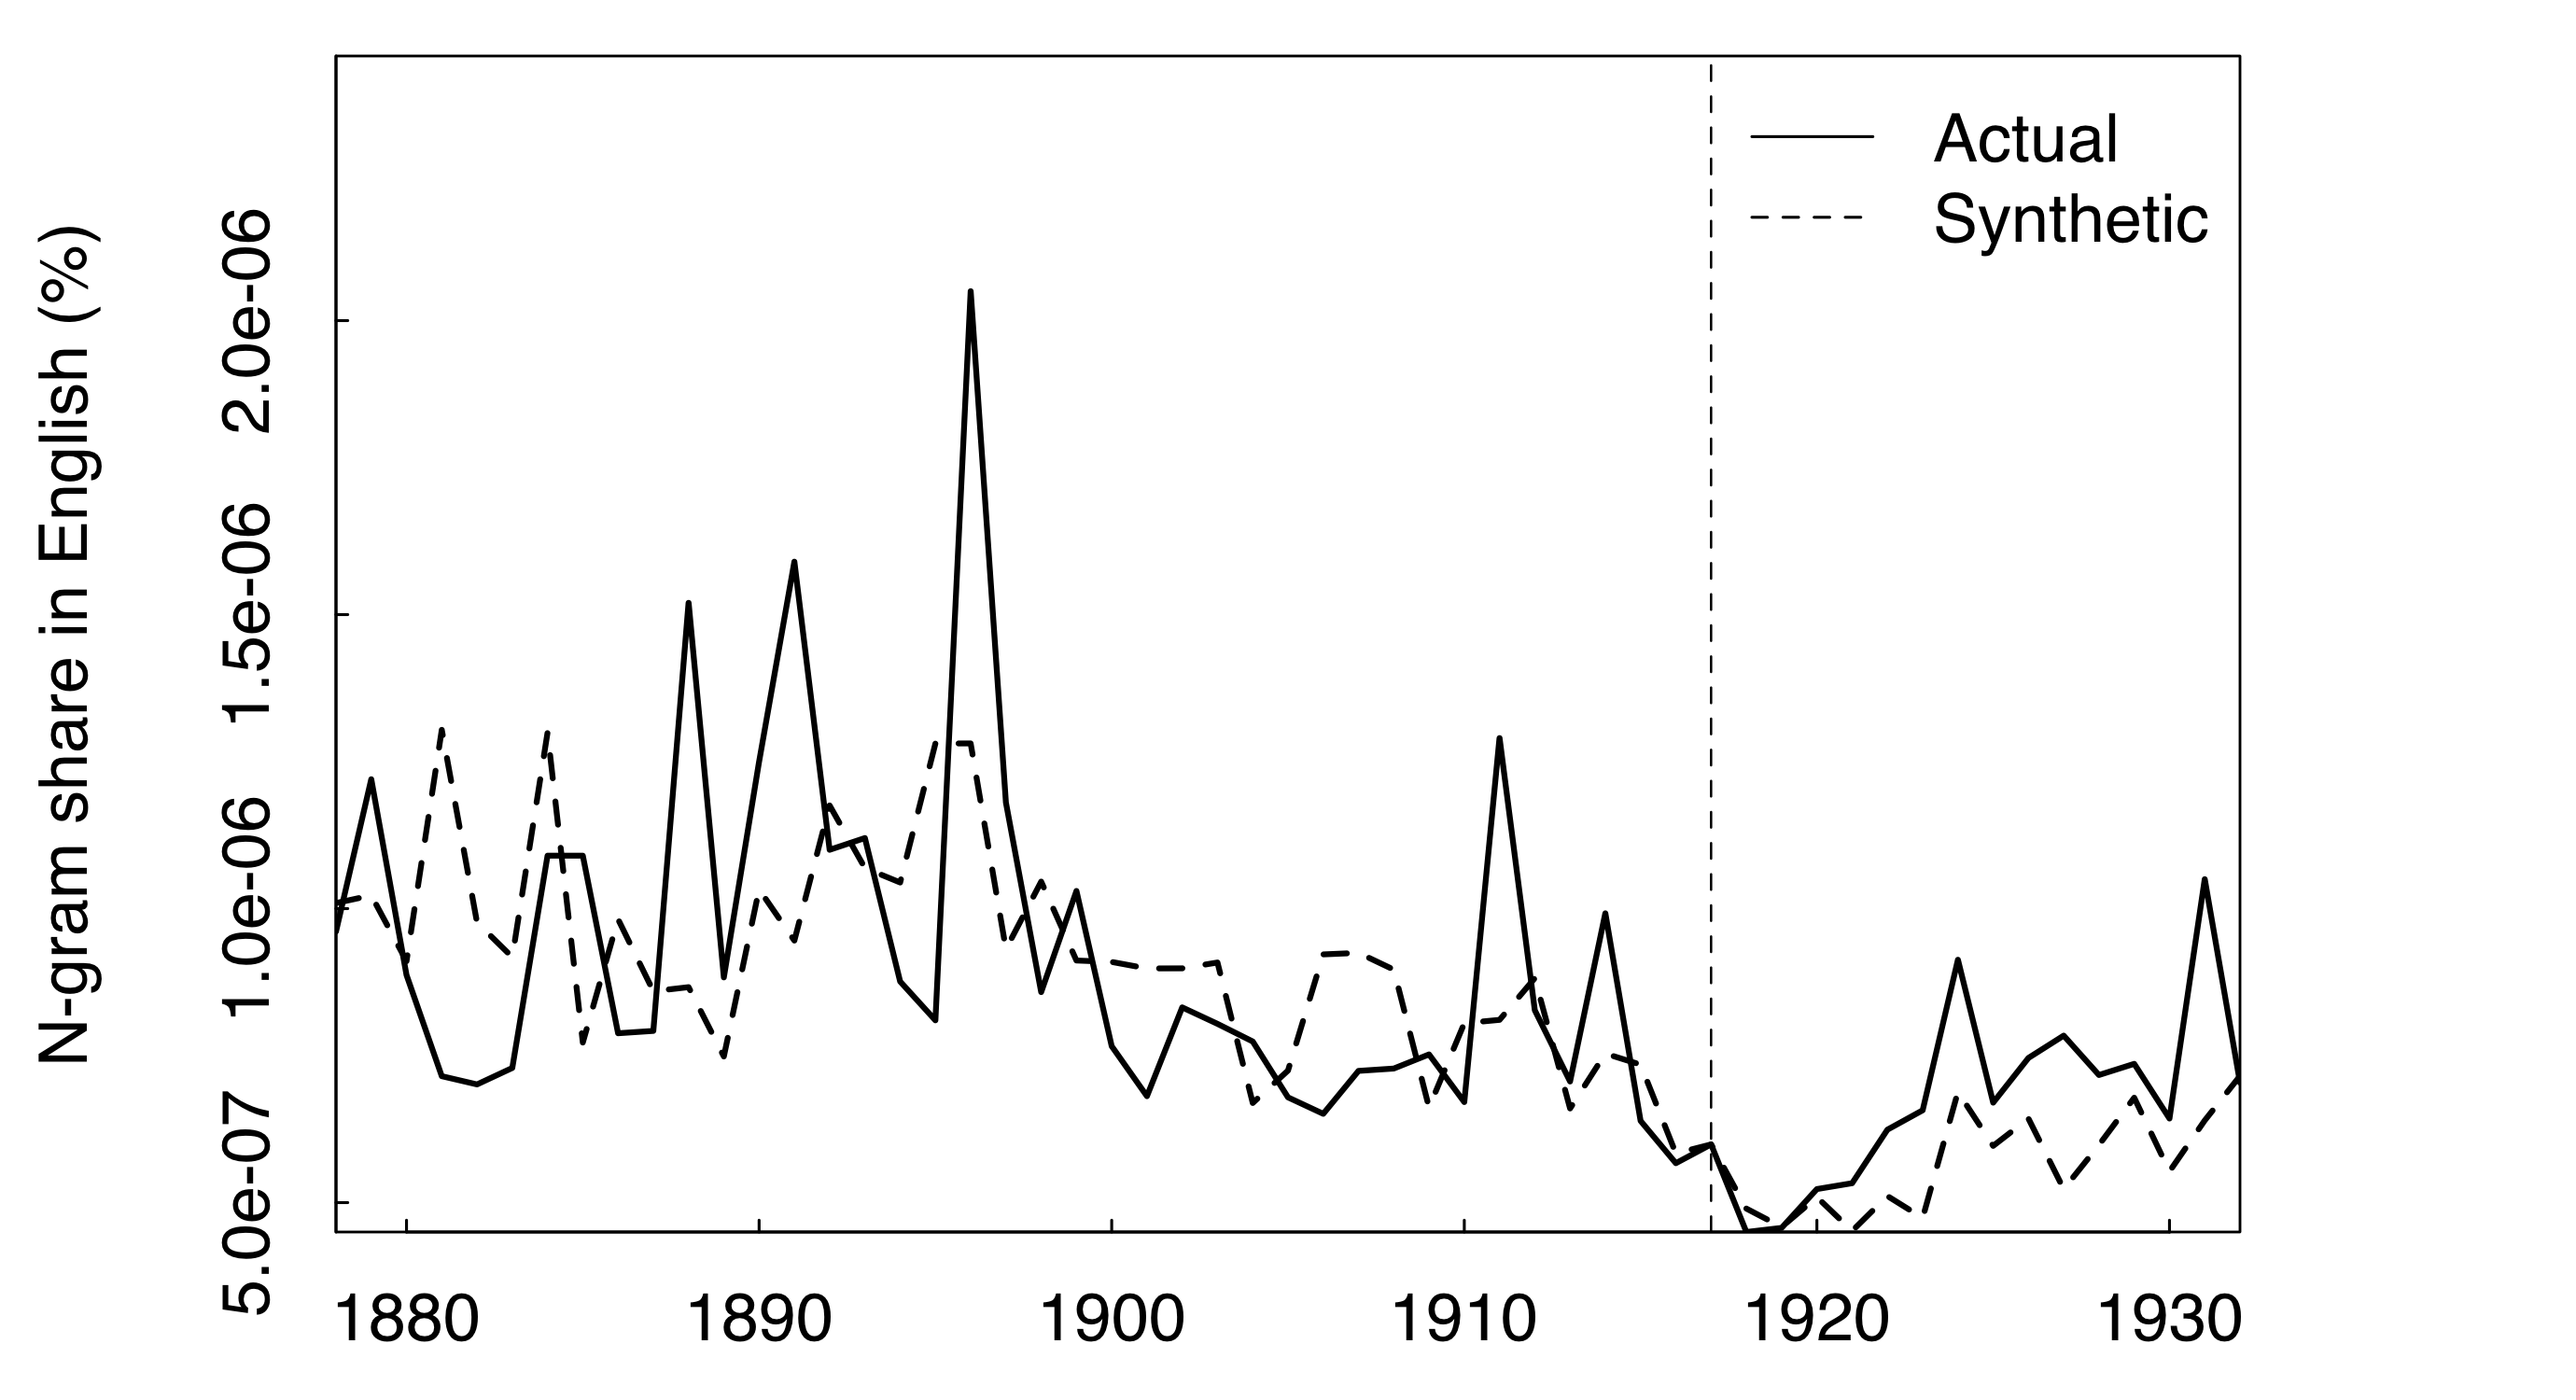 N-gram share in English (%)
2.0e-06
1.5e-06
1.0e-06
5.0e-07
Actual
Synthetic
1880 1890 1900 1910 1920 1930